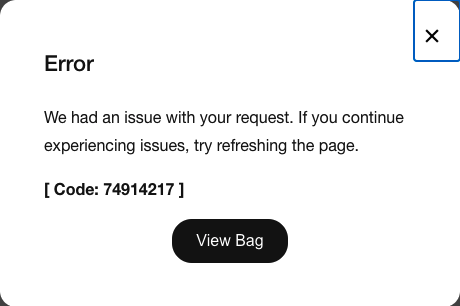 Error
We had an issue with your request. If you continue
experiencing issues, try refreshing the page.
[ Code: 74914217 ]
View Bag